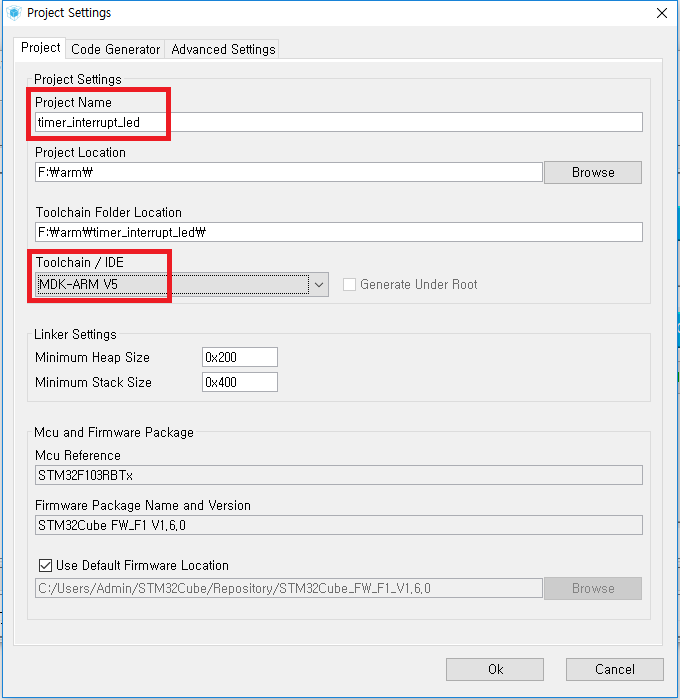 Project Settings
Project Code Generator Advanced Settings
Project Settings
Project Name
timer_interrupt_led
Project Location
F:₩arm₩
Browse
Toolchain Folder Location
F:₩arm₩timer_interrupt_led₩
Toolchain / IDE
MDK-ARM V5
Generate Under Root
Linker Settings
Minimum Heap Size 0x200
Minimum Stack Size 0x400
Mcu and Firmware Package
Mcu Reference
STM32F103RBTx
Firmware Package Name and Version
STM32Cube FW_F1 V1.6.0
Use Default Firmware Location
C:/Users/Admin/STM32Cube/Repository/STM32Cube_FW_F1_V1.6.0 Browse
Ok Cancel